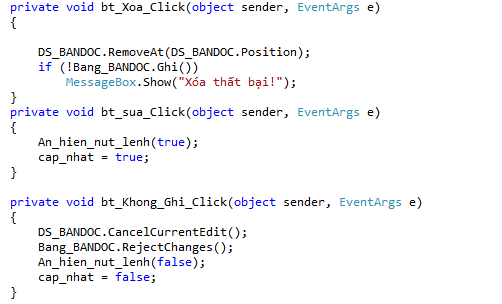 private void bt_Xoa_Click(object sender, EventArgs e)
{
DS_BANDOC.RemoveAt(DS_BANDOC.Position);
if (!Bang_BANDOC.Ghi())
MessageBox.Show("Xóa thất bại!");
}
private void bt_sua_Click(object sender, EventArgs e)
{
An_hien_nut_lenh(true);
cap_nhat = true;
}
private void bt_Khong_Ghi_Click(object sender, EventArgs e)
{
DS_BANDOC.CancelCurrentEdit();
Bang_BANDOC.RejectChanges();
An_hien_nut_lenh(false);
cap_nhat = false;
}